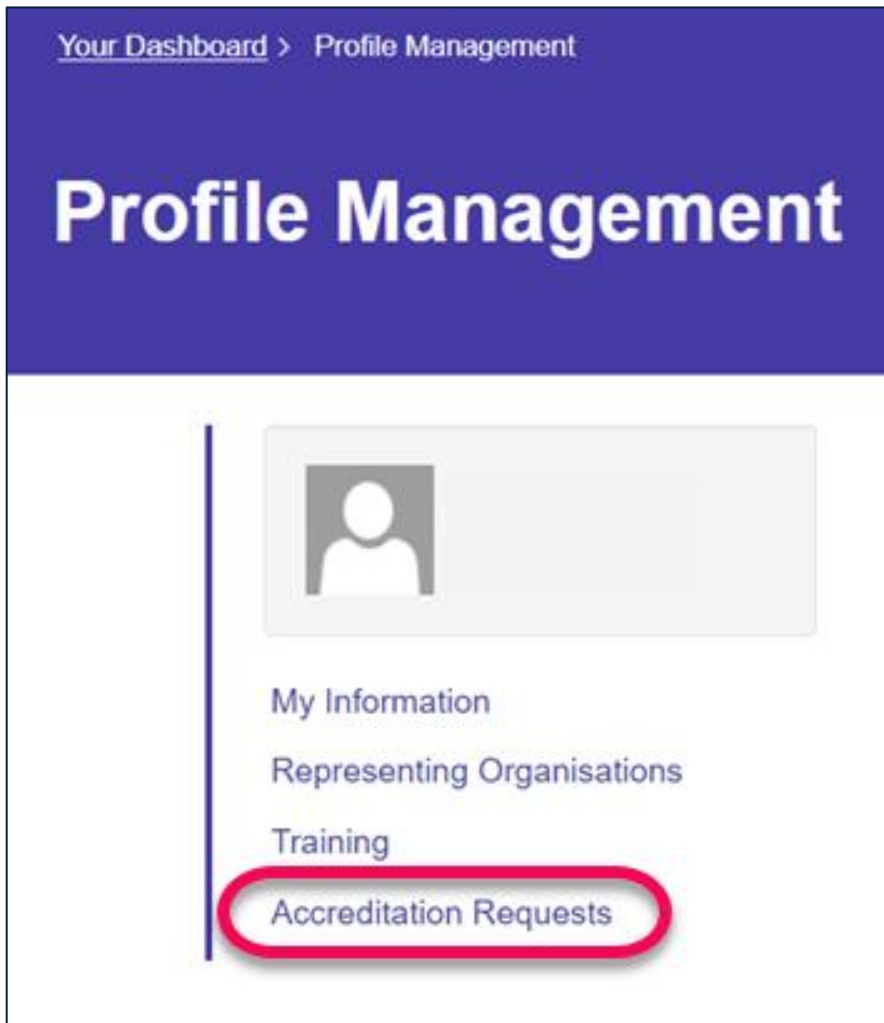 Your Dashboard > Profile Management
Profile Management
My Information
Representing Organisations
Training
Accreditation Requests